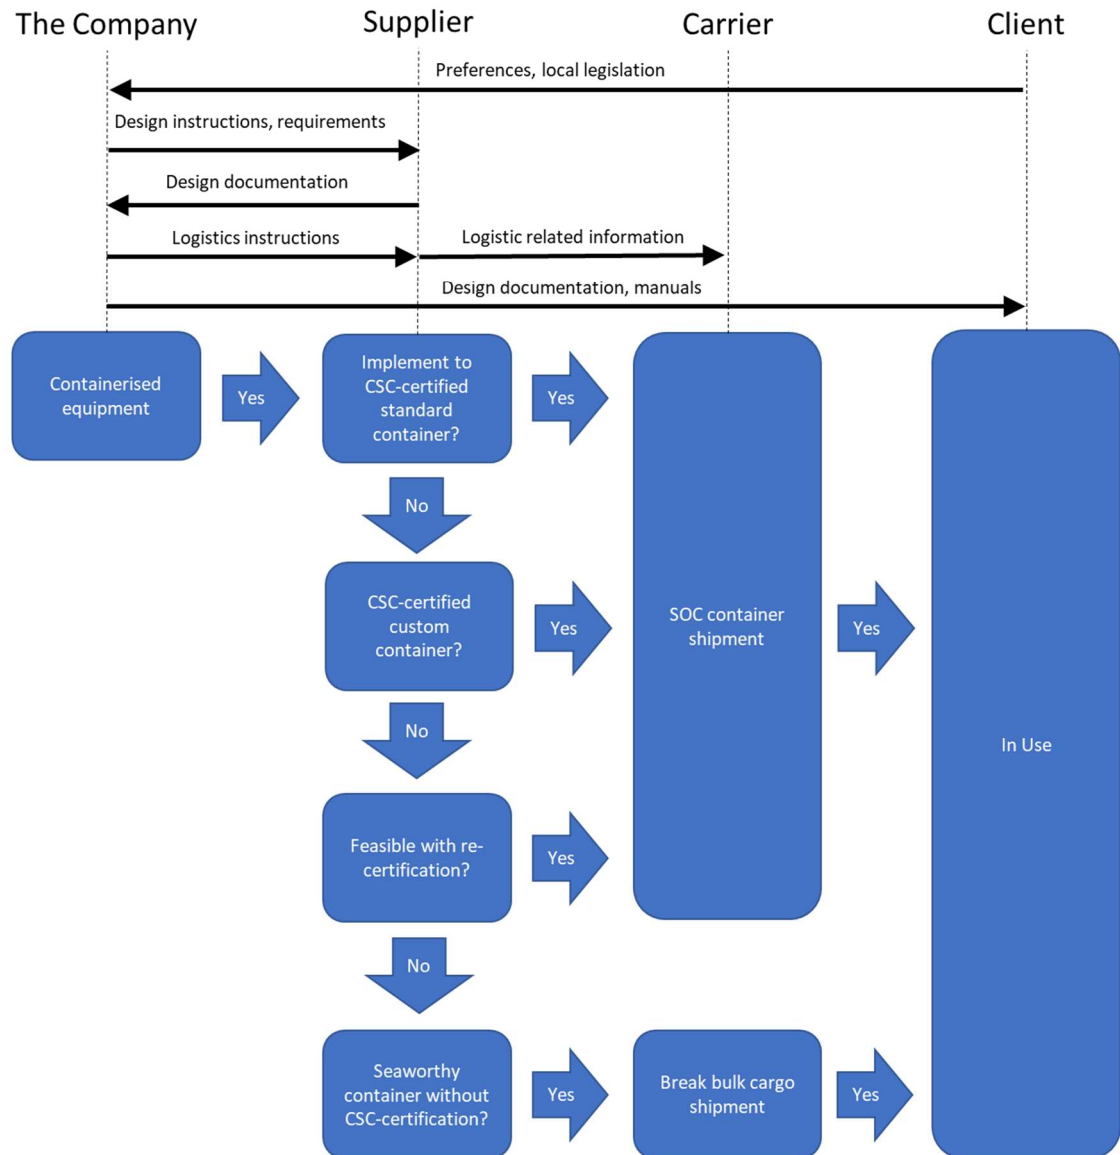 The Company
Supplier
Carrier
Client
Preferences, local legislation
Design instructions, requirements
Design documentation
Logistics instructions
Logistic related information
Design documentation, manuals
Containerised
equipment
Yes
Implement to
CSC-certified
standard
container?
Yes
No
CSC-certified
custom
container?
Yes
SOC container
shipment
Yes
No
In Use
Feasible with re-
certification?
Yes
No
Seaworthy
container without
CSC-certification?
Yes
Break bulk cargo
shipment
Yes